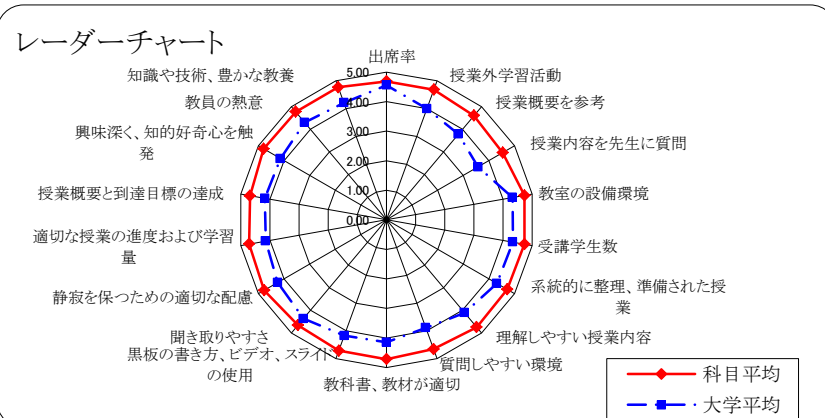 レーダーチャート
出席率
授業外学習活動
授業概要を参考
授業内容を先生に質問
教室の設備環境
受講学生数
系統的に整理、準備された授
業
理解しやすい授業内容
質問しやすい環境
教科書、教材が適切
黒板の書き方、ビデオ、スライド
の使用
聞き取りやすさ
静寂を保つための適切な配慮
適切な授業の進度および学習
量
授業概要と到達目標の達成
興味深く、知的好奇心を触
発
教員の熱意
知識や技術、豊かな教養
5.00
4.00
3.00
2.00
1.00
0.00
科目平均
大学平均